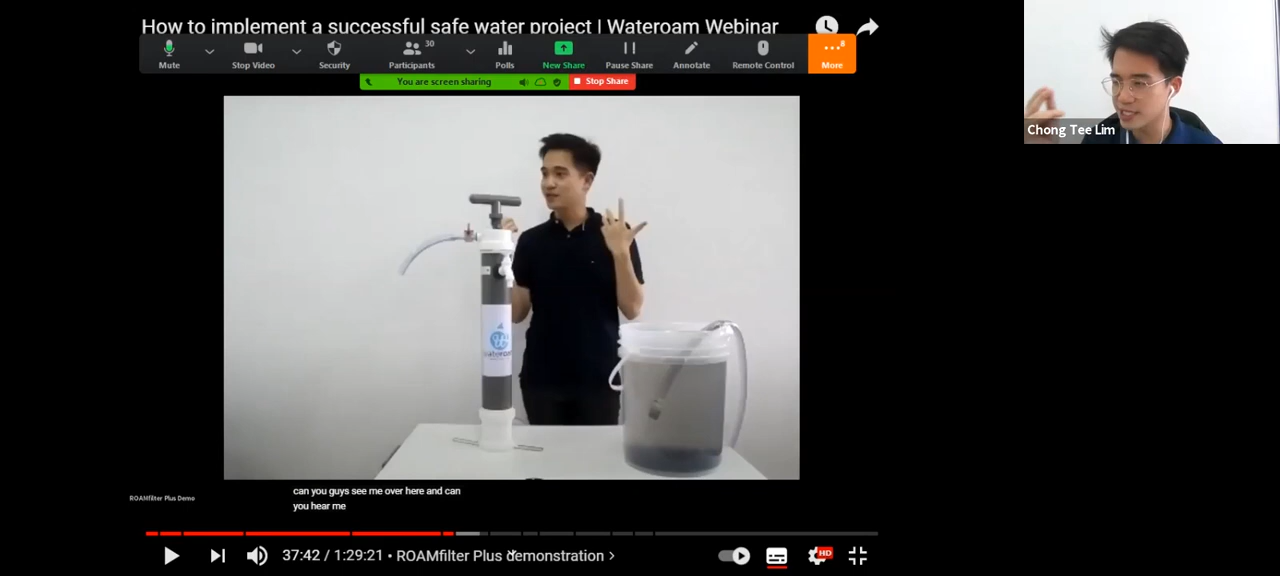 How to implement a successful safe water project | Wateroam Webinar
30
8
Mute
Stop Video
Security
Participants
Polls
New Share
Pause Share
Annotate
Remote Control
More
You are screen sharing
Stop Share
Chong Tee Lim
ROAMfilter Plus Demo
can you guys see me over here and can
you hear me
37:42 / 1:29:21 • ROAMfilter Plus demonstration >
HD